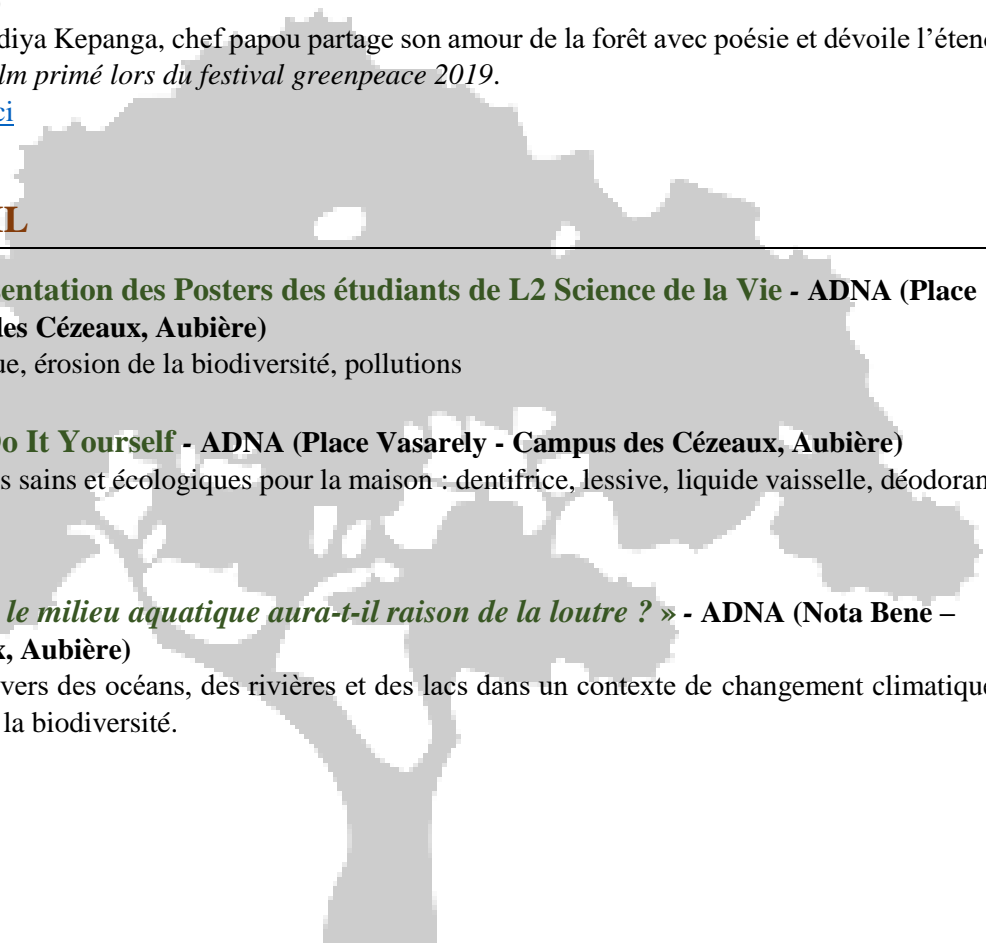 diya Kepanga, chef papou partage son amour de la forêt avec poésie et dévoile l’étend
lm primé lors du festival greenpeace 2019.
ci
IL
entation des Posters des étudiants de L2 Science de la Vie - ADNA (Place
des Cézeaux, Aubière)
ue, érosion de la biodiversité, pollutions
Do It Yourself - ADNA (Place Vasarely - Campus des Cézeaux, Aubière)
s sains et écologiques pour la maison : dentifrice, lessive, liquide vaisselle, déodoran
le milieu aquatique aura-t-il raison de la loutre ? » - ADNA (Nota Bene –
x, Aubière)
vers des océans, des rivières et des lacs dans un contexte de changement climatique
la biodiversité.